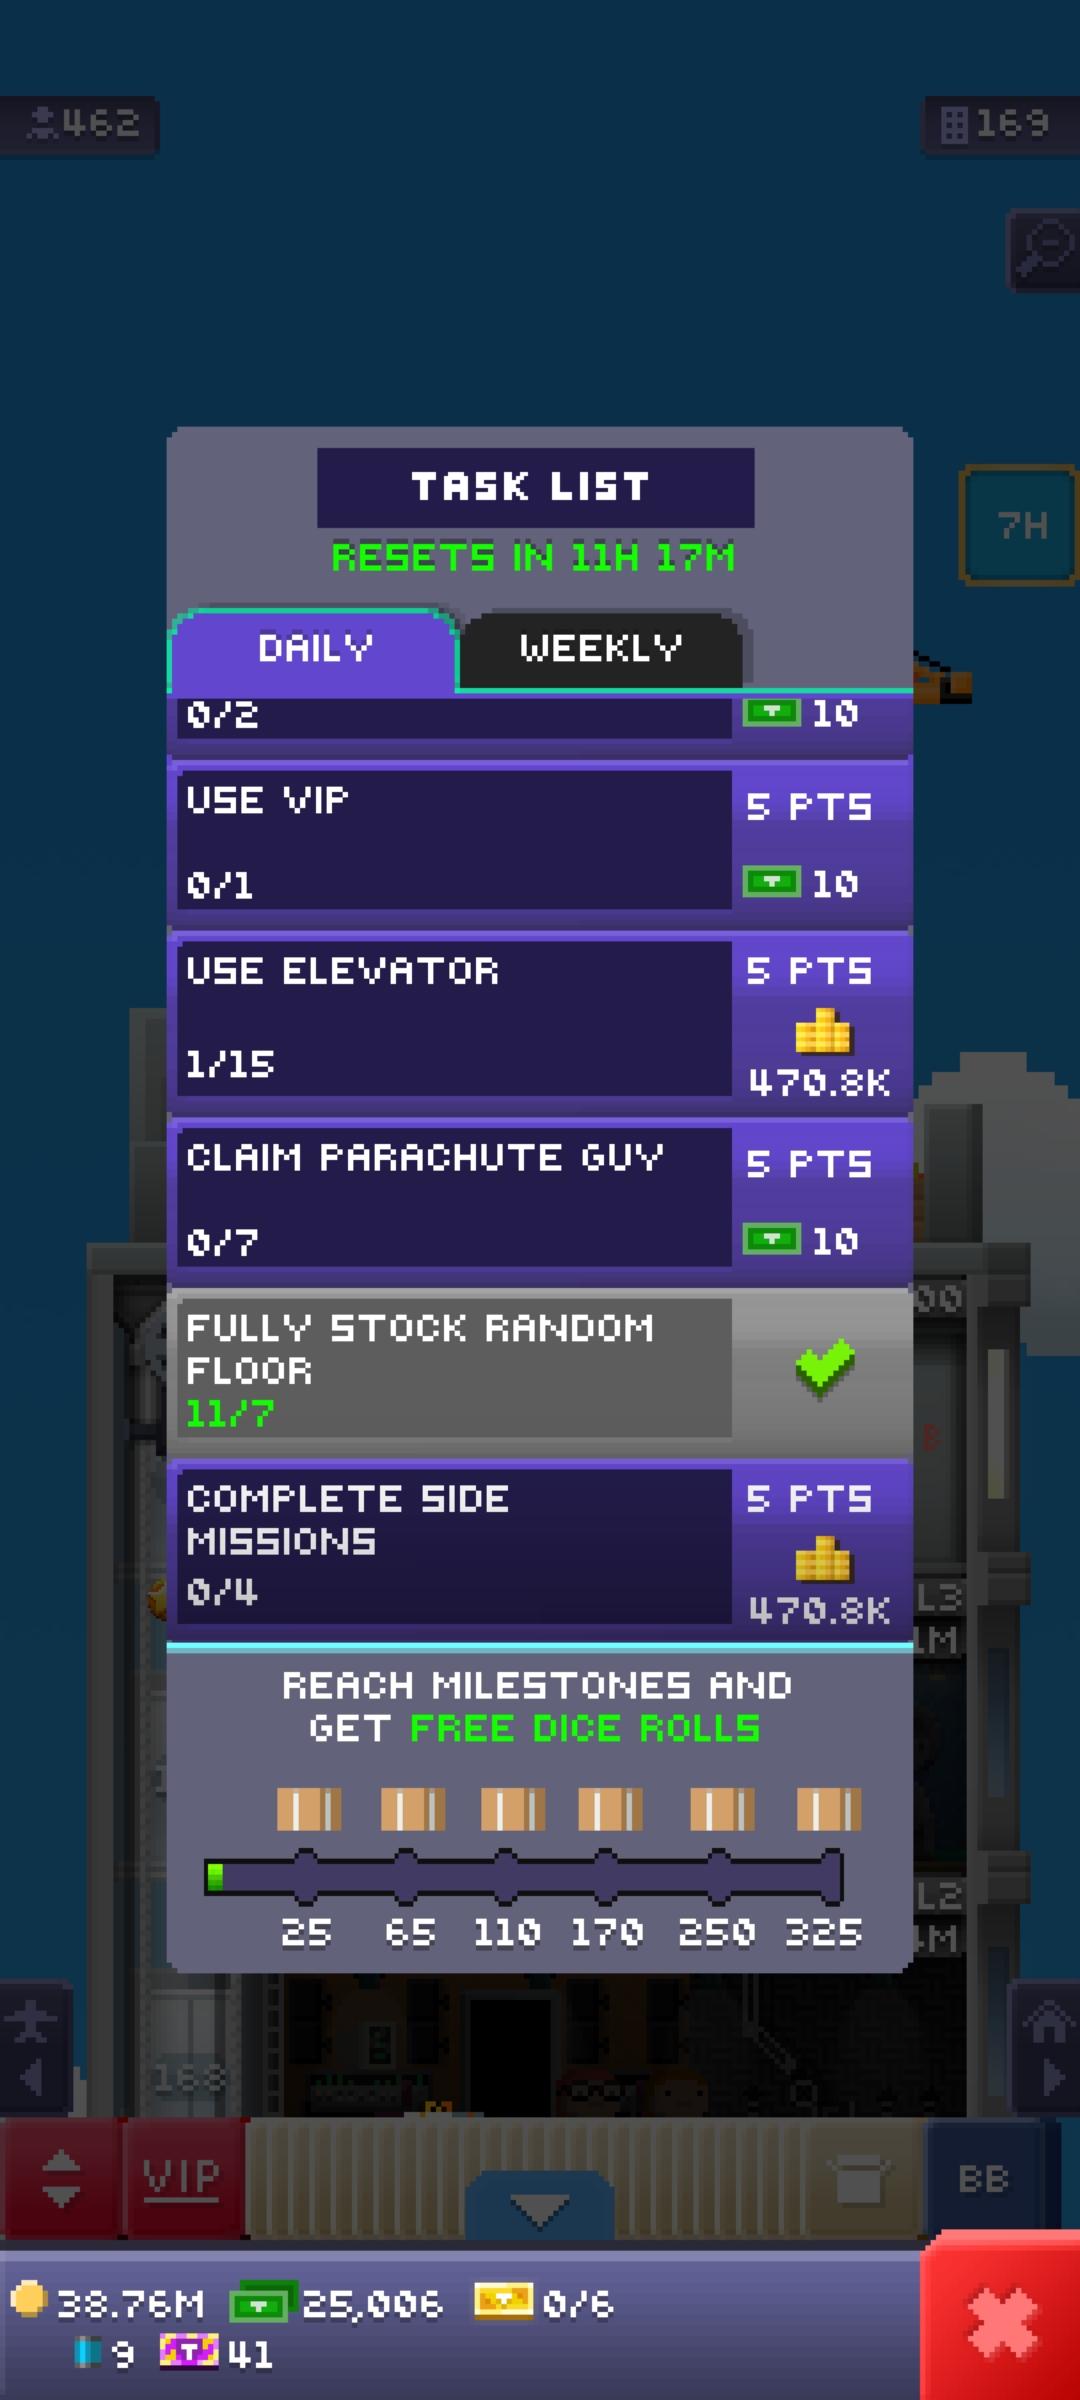 462
169
7H
TASK LIST
RESETS IN 11H 17M
DAILY
WEEKLY
0/2
10
USE VIP
5 PTS
0/1
10
USE ELEVATOR
5 PTS
1/15
470.8K
CLAIM PARACHUTE GUY
5 PTS
0/7
10
00
FULLY STOCK RANDOM
FLOOR
11/7
B
COMPLETE SIDE
MISSIONS
5 PTS
0/4
470.8K
L3
1M
REACH MILESTONES AND
GET FREE DICE ROLLS
25
65
110
170
250
325
L2
M
168
VIP
BB
38.76M
25,006
0/6
9
41